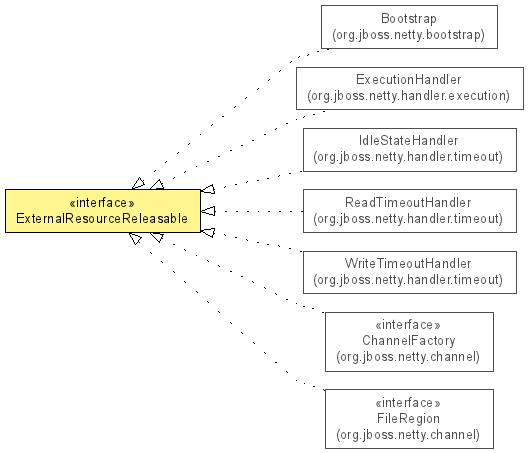 Bootstrap
(org.jboss.netty.bootstrap)
ExecutionHandler
(org.jboss.netty.handler.execution)
IdleStateHandler
(org.jboss.netty.handler.timeout)
«interface»
ExternalResourceReleasable
ReadTimeoutHandler
(org.jboss.netty.handler.timeout)
WriteTimeoutHandler
(org.jboss.netty.handler.timeout)
«interface»
ChannelFactory
(org.jboss.netty.channel)
«interface»
FileRegion
(org.jboss.netty.channel)